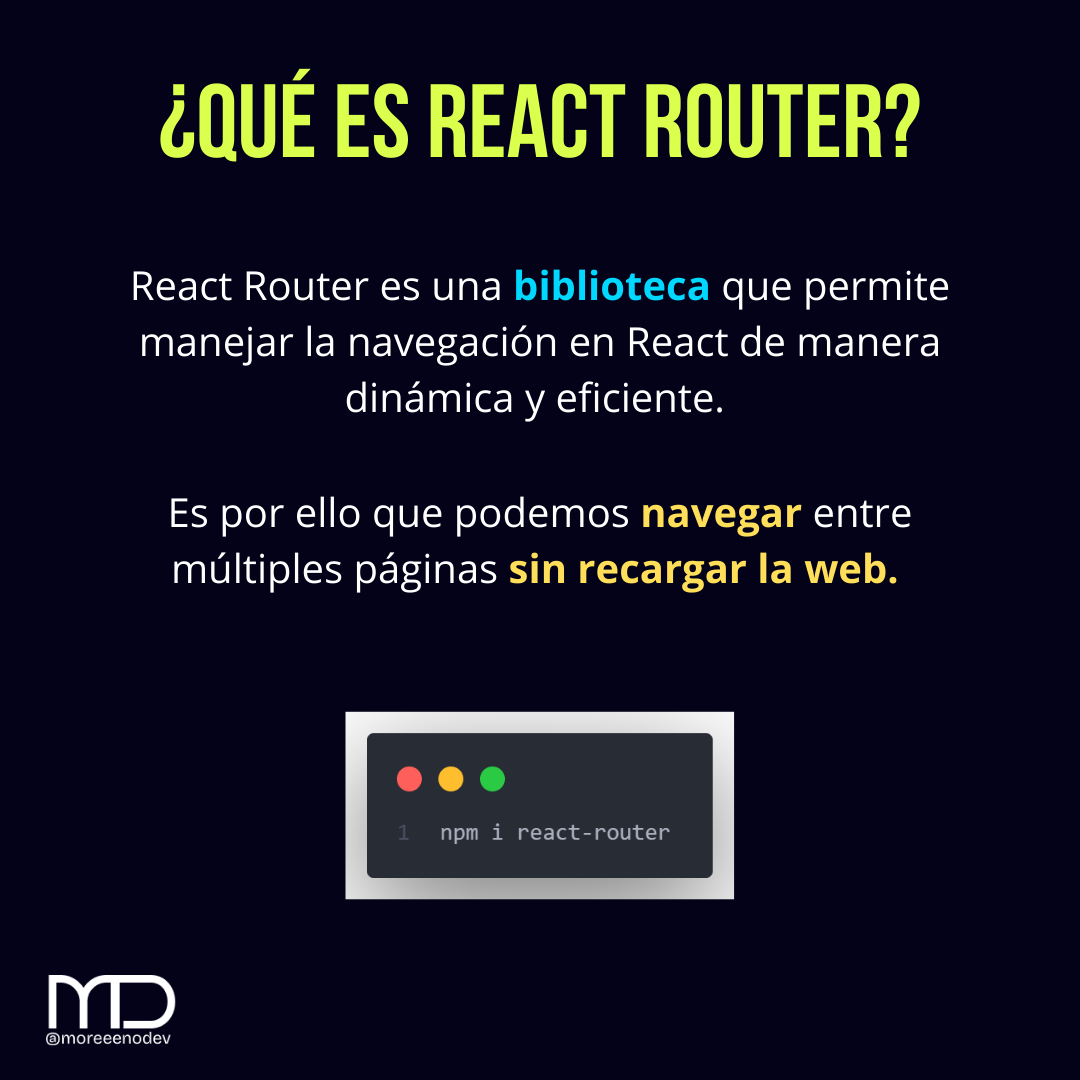 ¿QUÉ ES REACT ROUTER?
React Router es una biblioteca que permite
manejar la navegación en React de manera
dinámica y eficiente.
Es por ello que podemos navegar entre
múltiples páginas sin recargar la web.
1 npm i react-router
MD
@moreeenodev